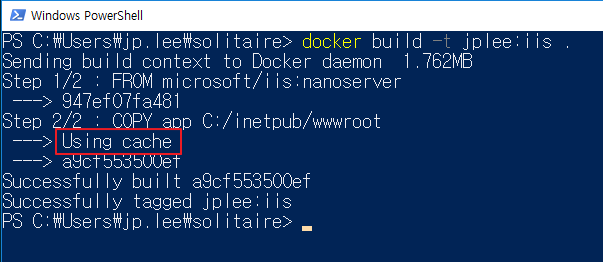 Windows PowerShell
PS C:₩Users₩jp.lee₩solitaire> docker build -t jplee:iis .
Sending build context to Docker daemon  1.762MB
Step 1/2 : FROM microsoft/iis:nanoserver
 ---> 947ef07fa481
Step 2/2 : COPY app C:/inetpub/wwwroot
 ---> Using cache
 ---> a9cf553500ef
Successfully built a9cf553500ef
Successfully tagged jplee:iis
PS C:₩Users₩jp.lee₩solitaire>